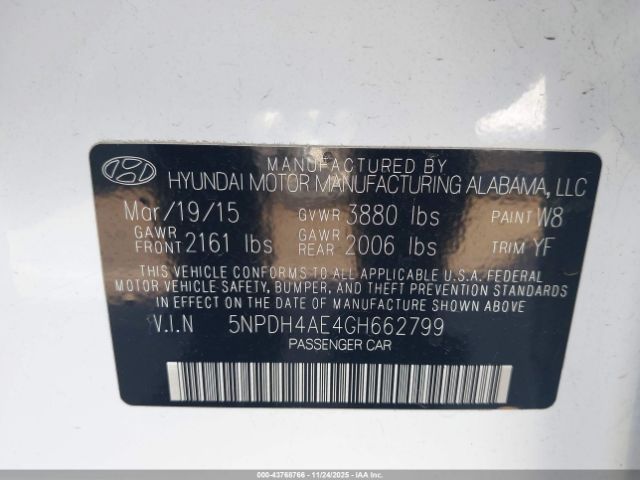 MANUFACTURED BY
HYUNDAI MOTOR MANUFACTURING ALABAMA, LLC
Mar/19/15 GVWR 3880 lbs PAINT W8
GAWR FRONT 2161 lbs GAWR REAR 2006 lbs TRIM YF
THIS VEHICLE CONFORMS TO ALL APPLICABLE U.S.A. FEDERAL
MOTOR VEHICLE SAFETY, BUMPER, AND THEFT PREVENTION STANDARDS
IN EFFECT ON THE DATE OF MANUFACTURE SHOWN ABOVE.
V.I.N 5NPDH4AE4GH662799
PASSENGER CAR
000-43768766 - 11/24/2025 - IAA Inc.